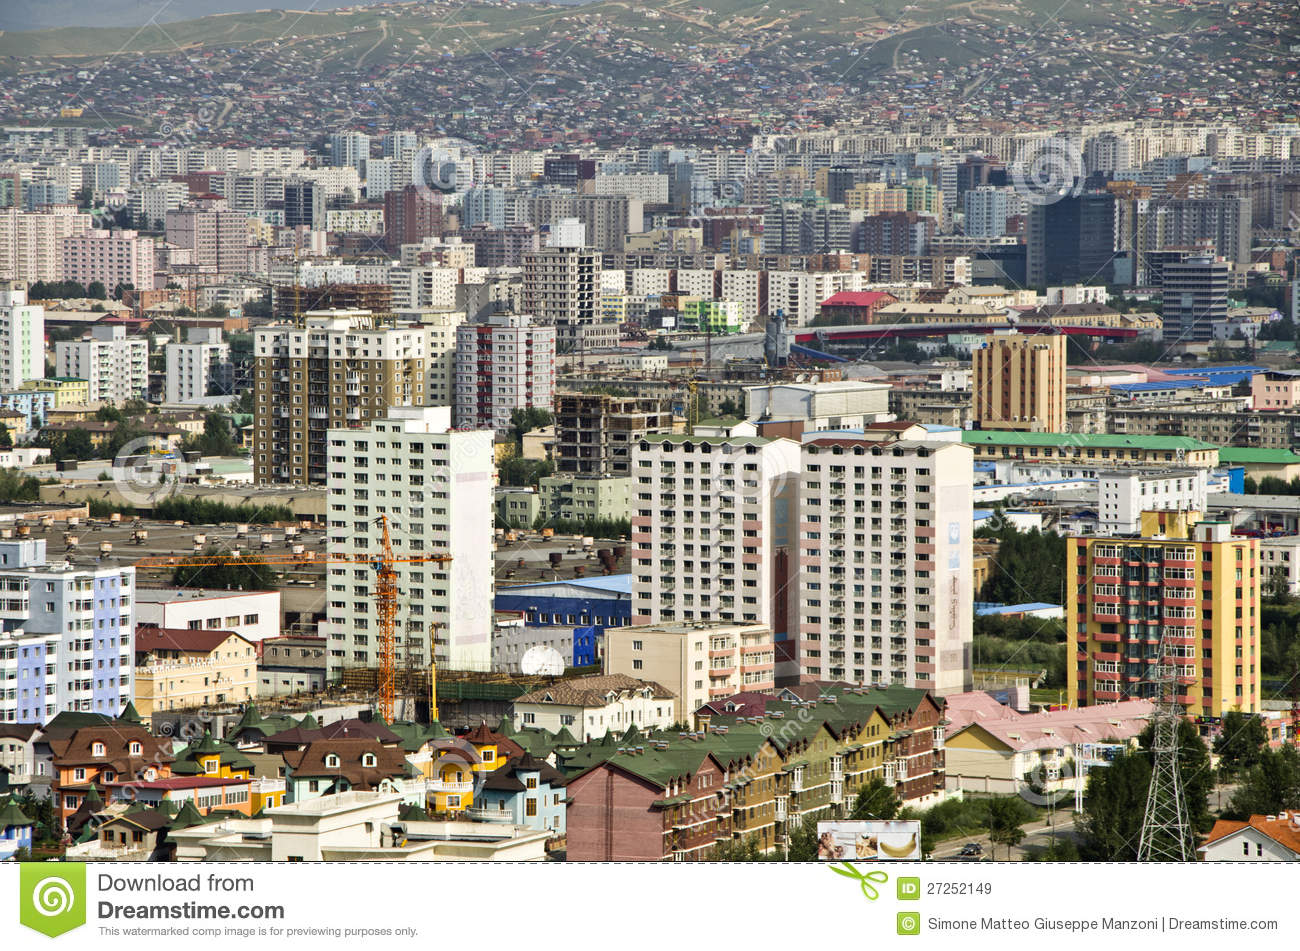 Download from
Dreamstime.com
This watermarked comp image is for previewing purposes only.
ID 27252149
© Simone Matteo Giuseppe Manzoni | Dreamstime.com